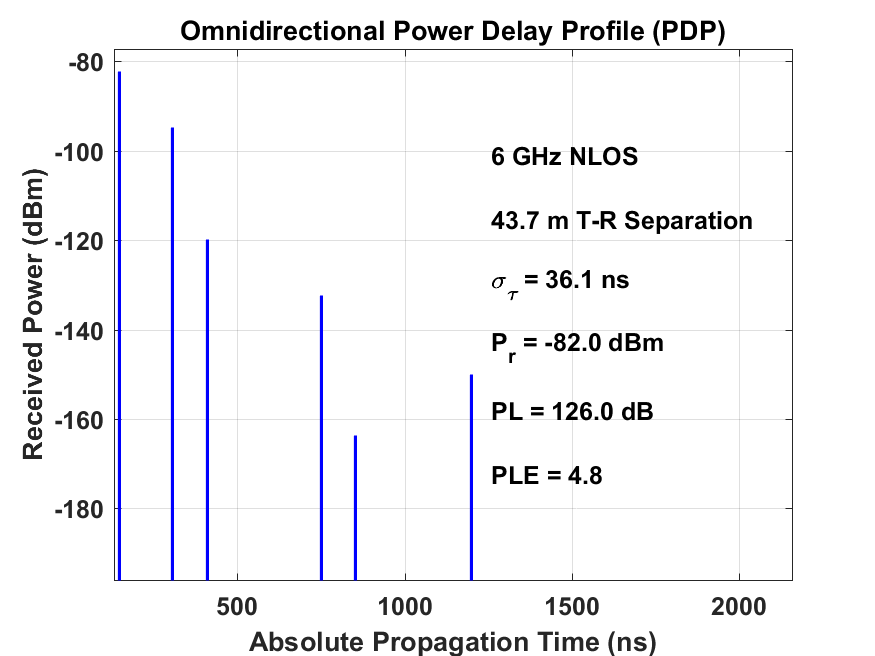 Omnidirectional Power Delay Profile (PDP)
Received Power (dBm)
-80
-100
-120
-140
-160
-180
6 GHz NLOS
43.7 m T-R Separation
σ_τ = 36.1 ns
P_r = -82.0 dBm
PL = 126.0 dB
PLE = 4.8
500 1000 1500 2000
Absolute Propagation Time (ns)